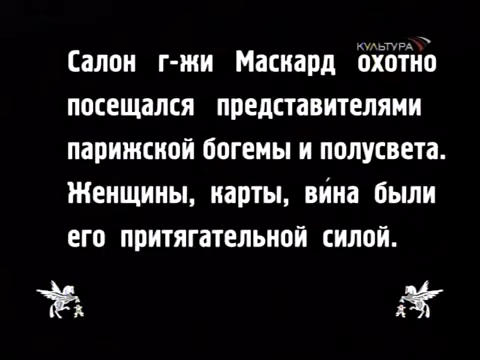 КУЛЬТУРА
Салон г-жи Маскард охотно
посещался представителями
парижской богемы и полусвета.
Женщины, карты, ви́на были
его притягательной силой.